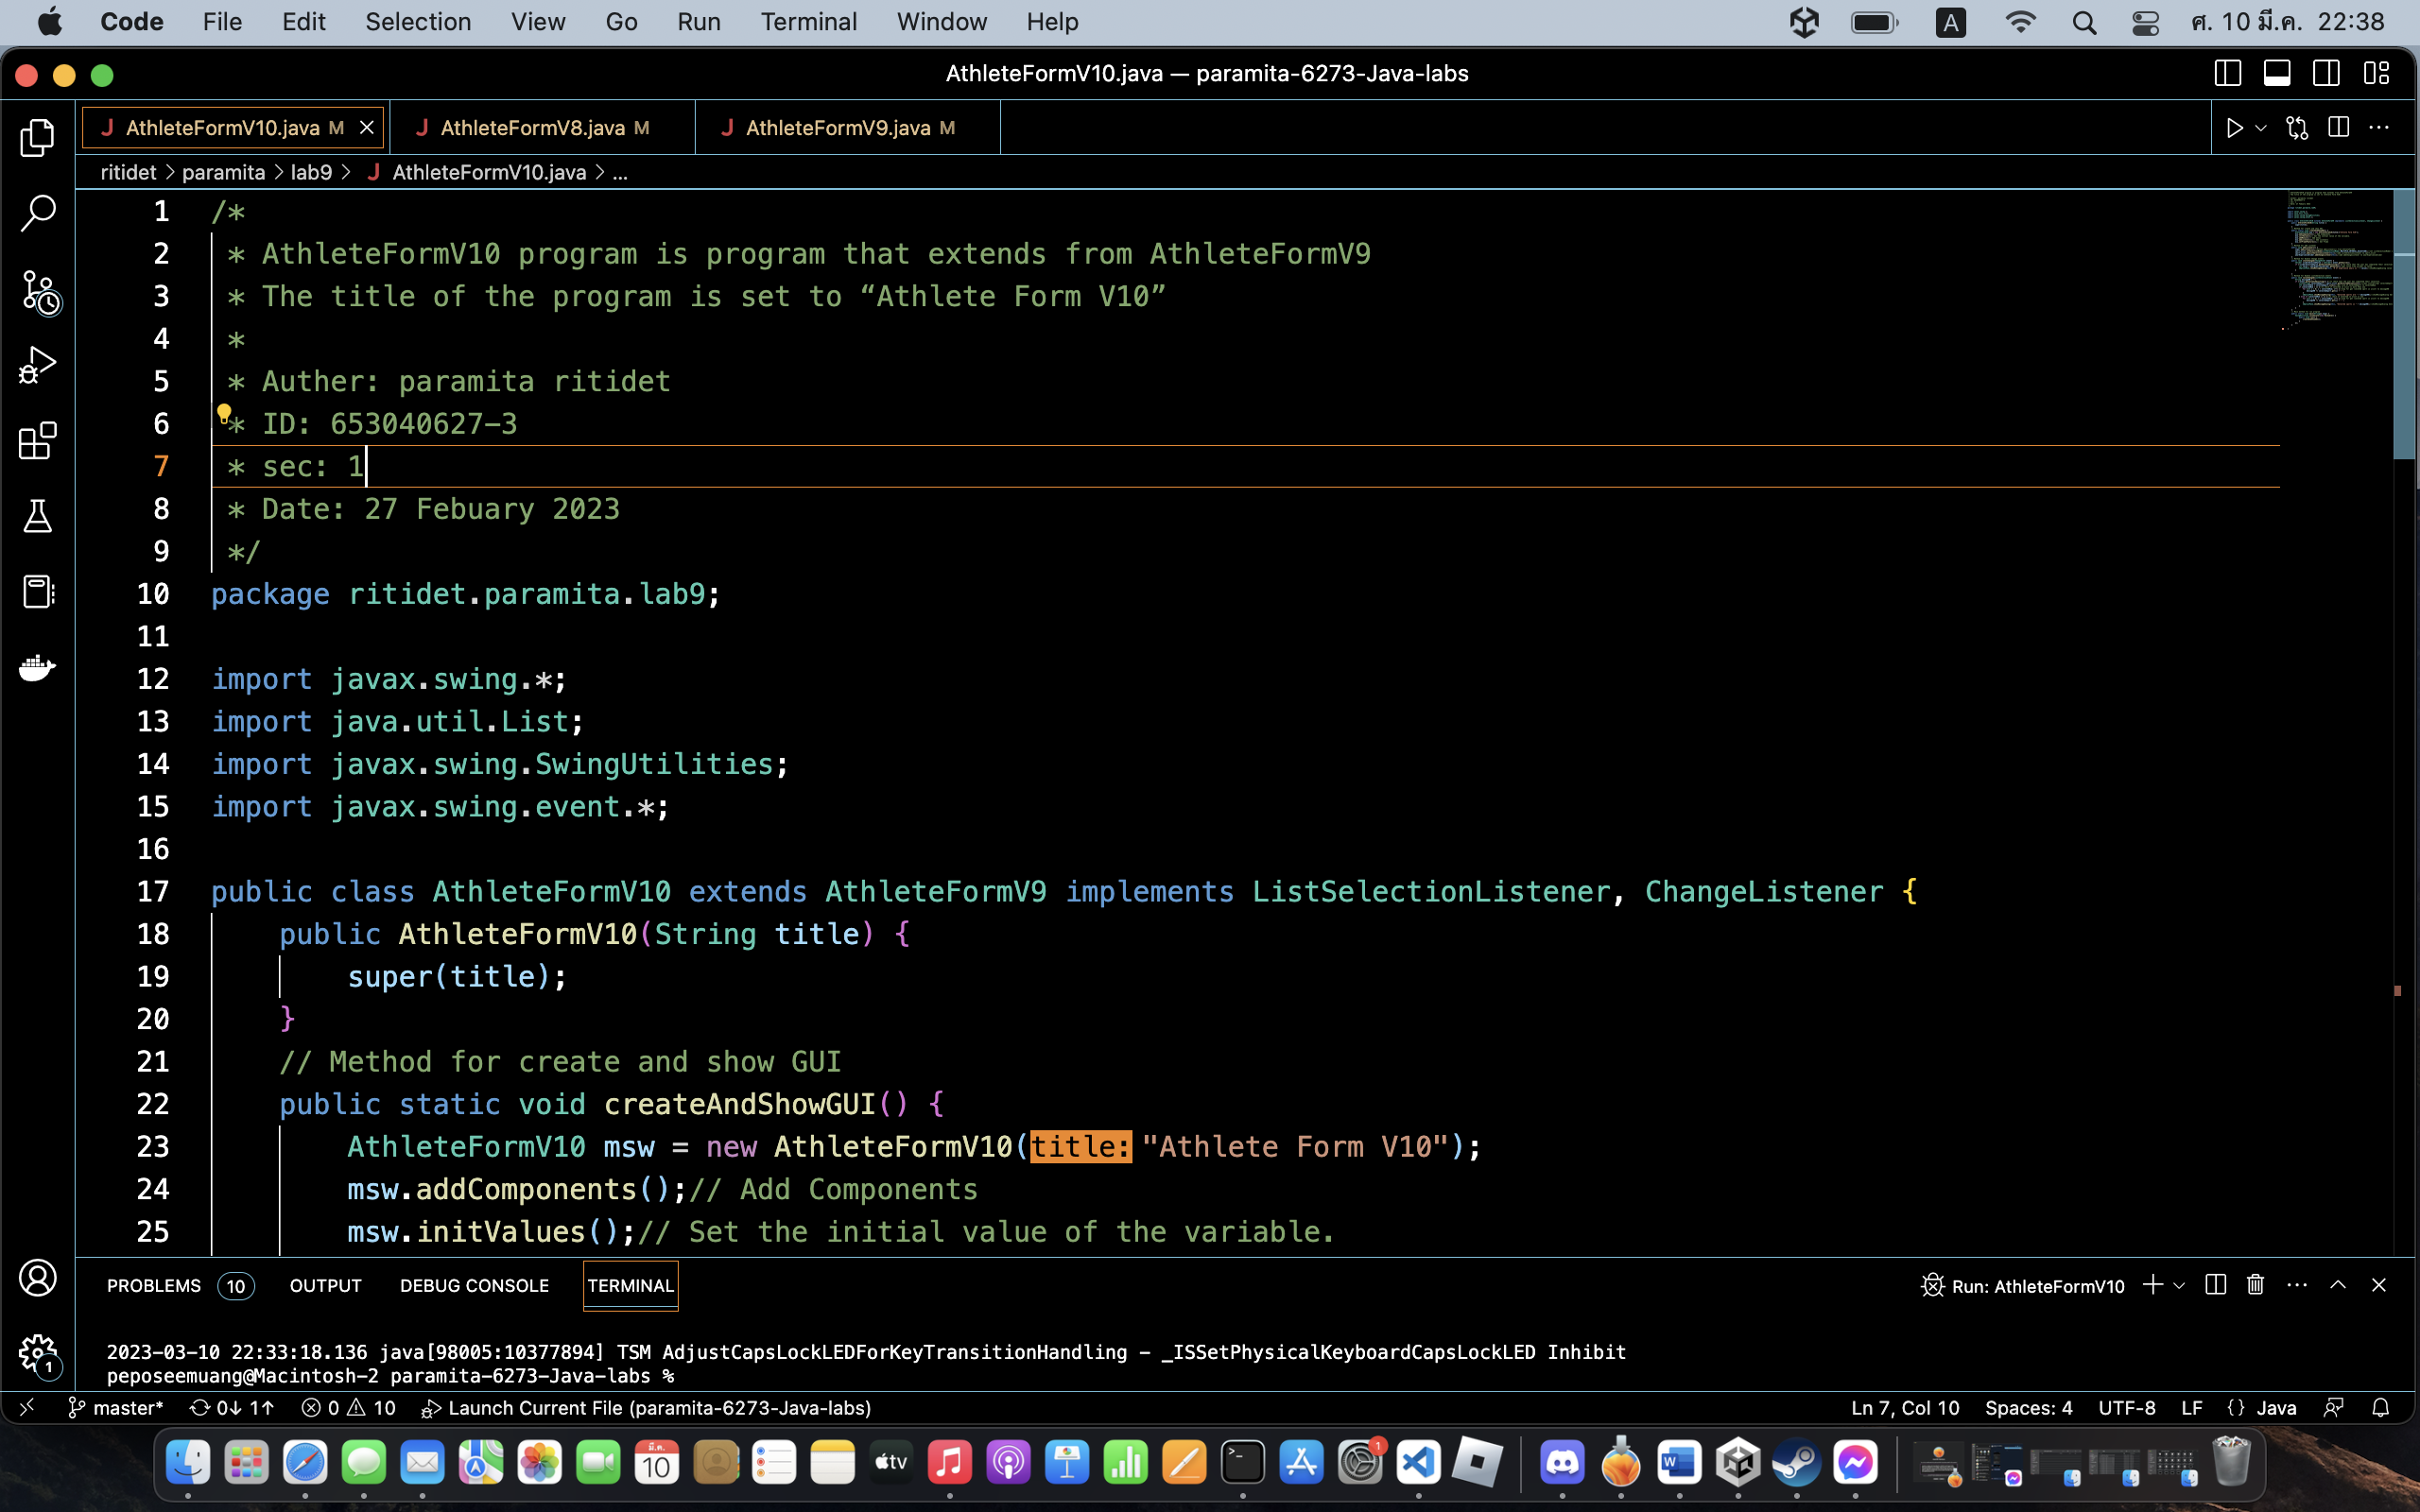 Code File Edit Selection View Go Run Terminal Window Help A ศ. 10 มี.ค. 22:38
AthleteFormV10.java — paramita-6273-Java-labs
J AthleteFormV10.java M J AthleteFormV8.java M J AthleteFormV9.java M
ritidet > paramita > lab9 > J AthleteFormV10.java > ...
1 /*
2 * AthleteFormV10 program is program that extends from AthleteFormV9
3 * The title of the program is set to “Athlete Form V10”
4 *
5 * Auther: paramita ritidet
6 * ID: 653040627-3
7 * sec: 1
8 * Date: 27 Febuary 2023
9 */
10 package ritidet.paramita.lab9;
11
12 import javax.swing.*;
13 import java.util.List;
14 import javax.swing.SwingUtilities;
15 import javax.swing.event.*;
16
17 public class AthleteFormV10 extends AthleteFormV9 implements ListSelectionListener, ChangeListener {
18 public AthleteFormV10(String title) {
19 super(title);
20 }
21 // Method for create and show GUI
22 public static void createAndShowGUI() {
23 AthleteFormV10 msw = new AthleteFormV10(title: "Athlete Form V10");
24 msw.addComponents();// Add Components
25 msw.initValues();// Set the initial value of the variable.
PROBLEMS 10 OUTPUT DEBUG CONSOLE TERMINAL Run: AthleteFormV10
2023-03-10 22:33:18.136 java[98005:10377894] TSM AdjustCapsLockLEDForKeyTransitionHandling - _ISSetPhysicalKeyboardCapsLockLED Inhibit
peposeemuang@Macintosh-2 paramita-6273-Java-labs %
1
master* 0↓ 1↑ 0 10 Launch Current File (paramita-6273-Java-labs) Ln 7, Col 10 Spaces: 4 UTF-8 LF {} Java
มี.ค. 10 tv 1 W